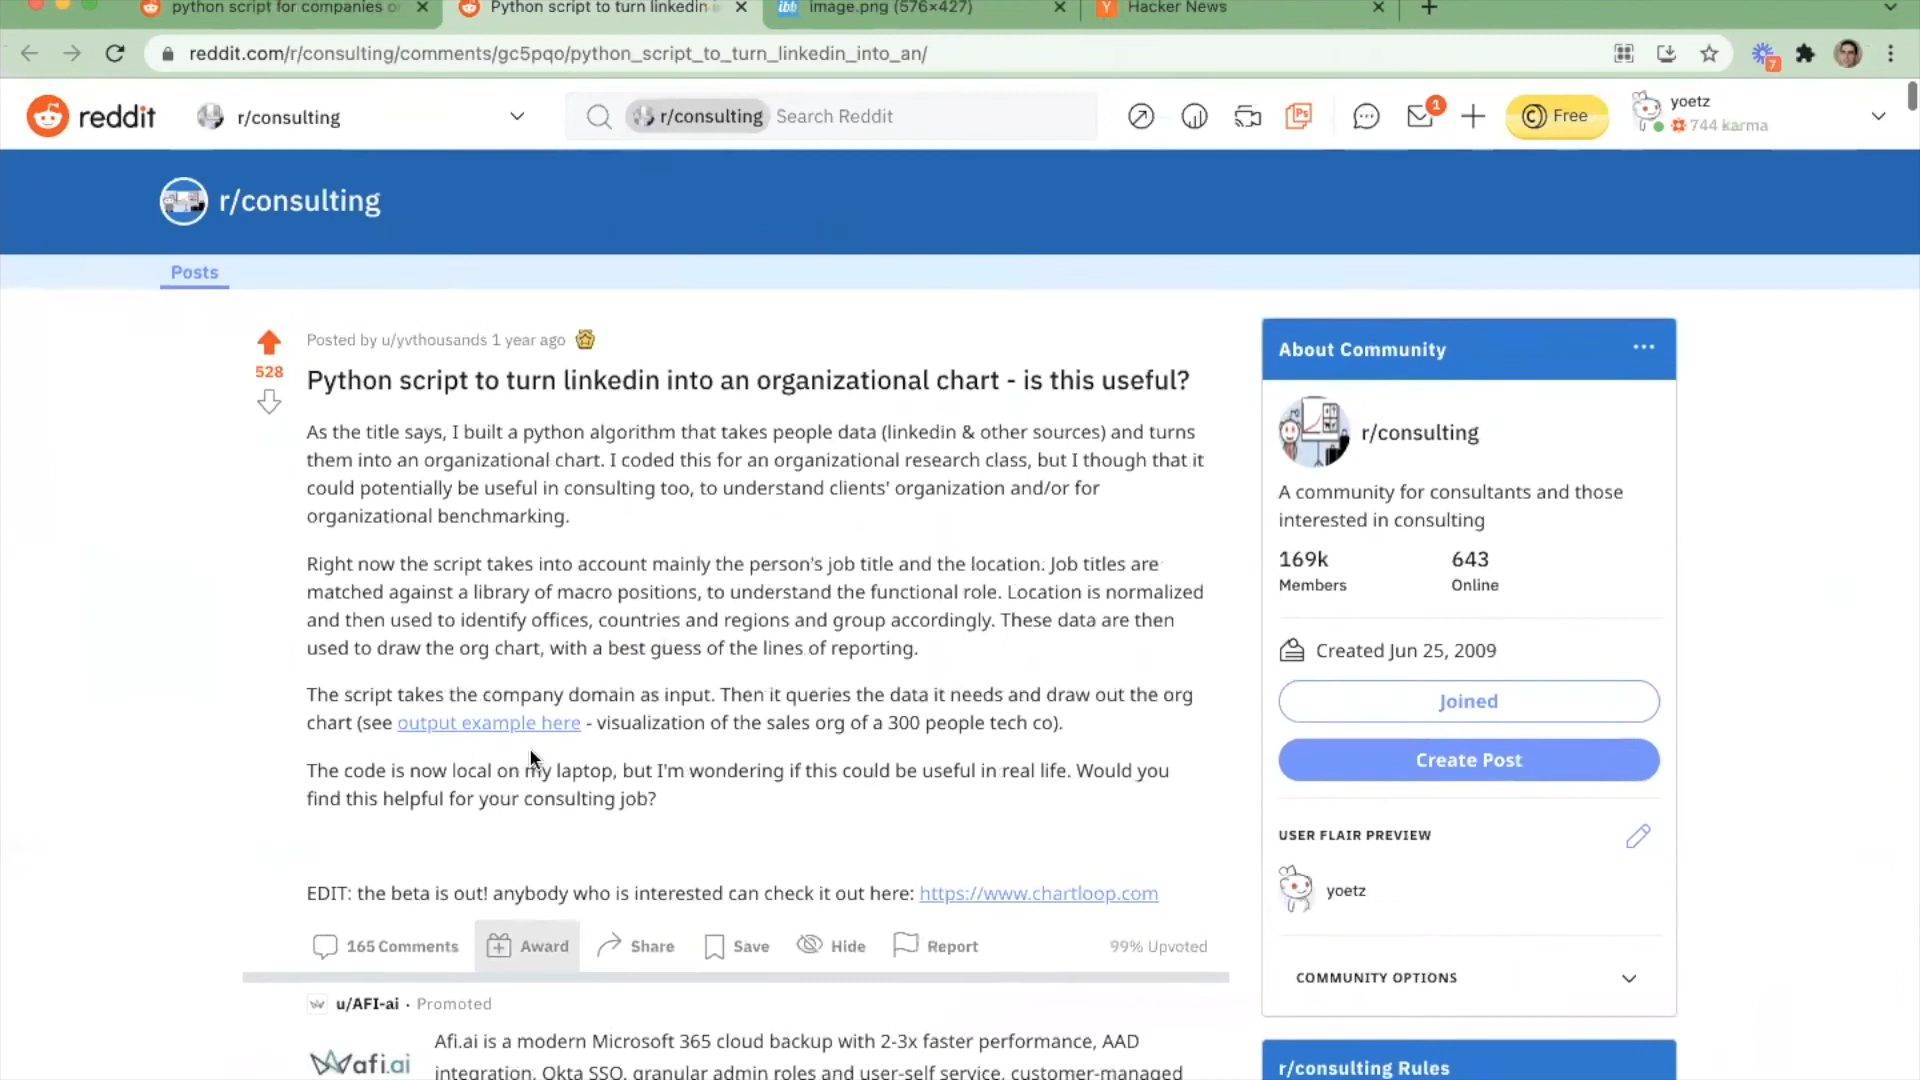 python script for companies or
Python script to turn linkedin in
ibb
image.png (576×427)
Y
Hacker News
reddit.com/r/consulting/comments/gc5pqo/python_script_to_turn_linkedin_into_an/
7
reddit
r/consulting
r/consulting
Search Reddit
Ps
1
Free
yoetz
744 karma
r/consulting
Posts
528
Posted by u/yvthousands 1 year ago
Python script to turn linkedin into an organizational chart - is this useful?
As the title says, I built a python algorithm that takes people data (linkedin & other sources) and turns
them into an organizational chart. I coded this for an organizational research class, but I though that it
could potentially be useful in consulting too, to understand clients' organization and/or for
organizational benchmarking.
Right now the script takes into account mainly the person's job title and the location. Job titles are
matched against a library of macro positions, to understand the functional role. Location is normalized
and then used to identify offices, countries and regions and group accordingly. These data are then
used to draw the org chart, with a best guess of the lines of reporting.
The script takes the company domain as input. Then it queries the data it needs and draw out the org
chart (see output example here - visualization of the sales org of a 300 people tech co).
The code is now local on my laptop, but I'm wondering if this could be useful in real life. Would you
find this helpful for your consulting job?
EDIT: the beta is out! anybody who is interested can check it out here: https://www.chartloop.com
165 Comments
Award
Share
Save
Hide
Report
99% Upvoted
u/AFI-ai · Promoted
afi.ai
Afi.ai is a modern Microsoft 365 cloud backup with 2-3x faster performance, AAD
integration, Okta SSO, granular admin roles and user-self service, customer-managed
About Community
r/consulting
A community for consultants and those
interested in consulting
169k
Members
643
Online
Created Jun 25, 2009
Joined
Create Post
USER FLAIR PREVIEW
yoetz
COMMUNITY OPTIONS
r/consulting Rules